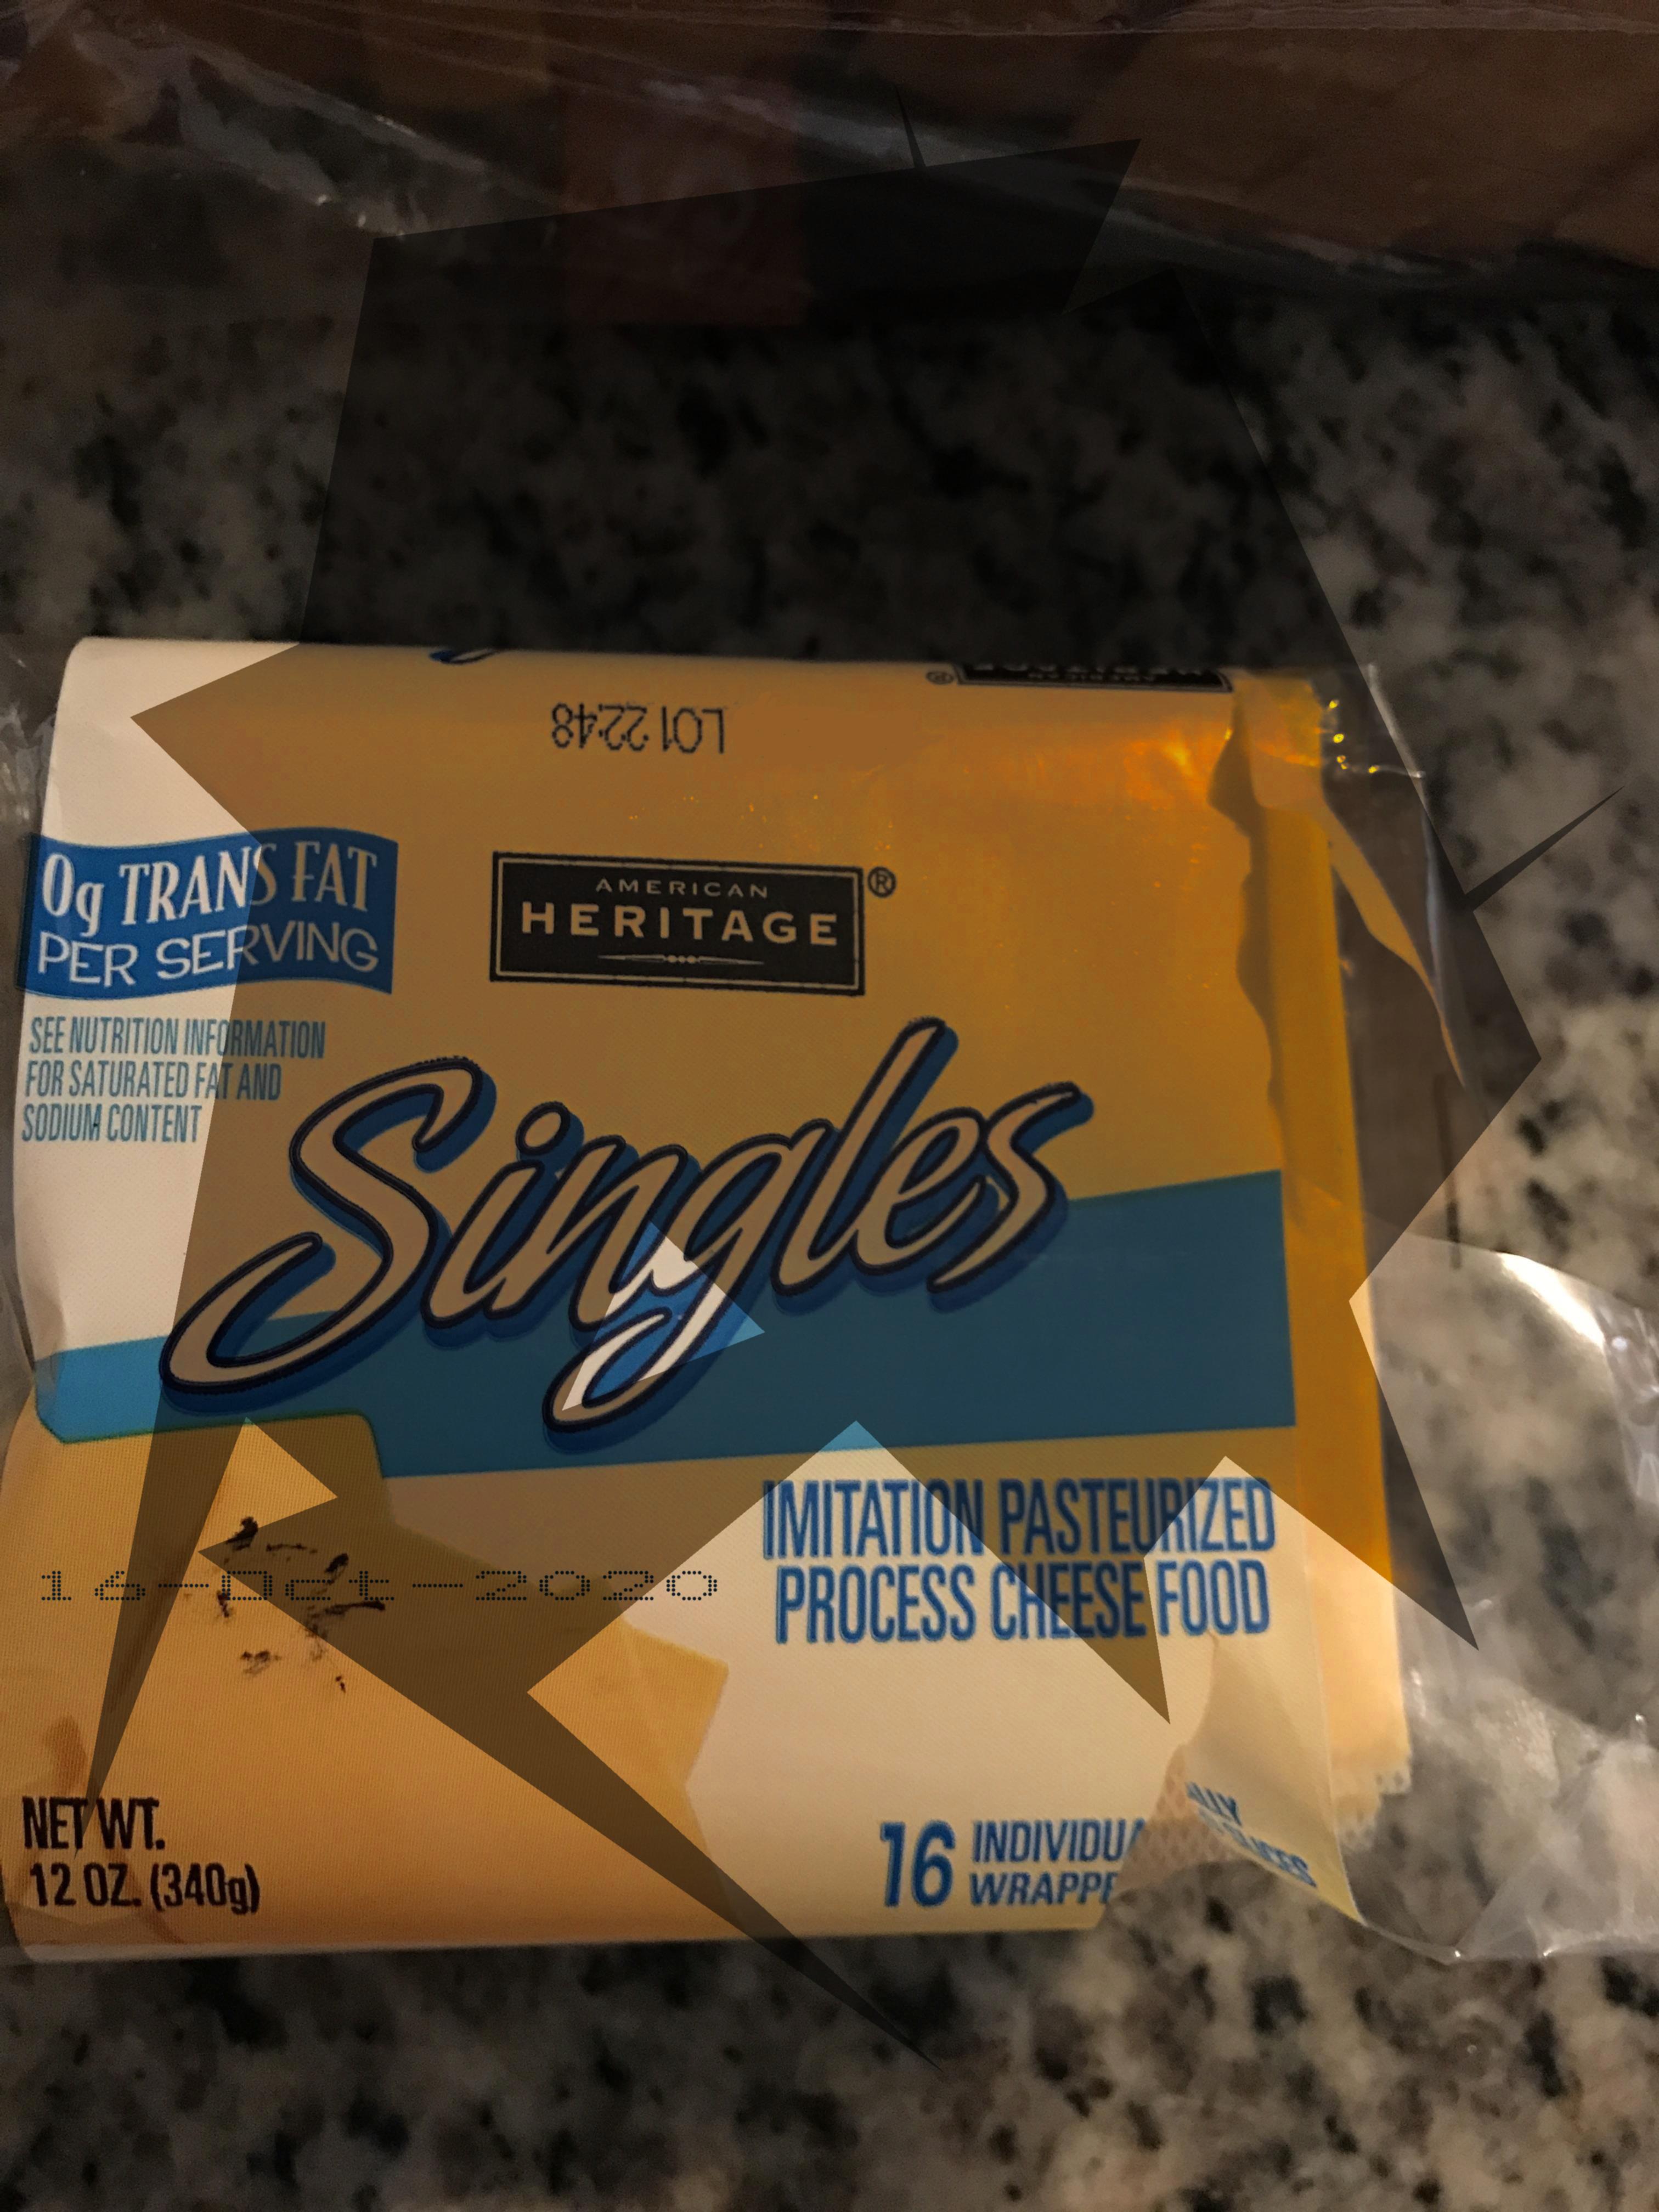 L01 22:48
0g TRANS FAT
PER SERVING
AMERICAN
HERITAGE®
SEE NUTRITION INFORMATION
FOR SATURATED FAT AND
SODIUM CONTENT
Singles
IMITATION PASTEURIZED
PROCESS CHEESE FOOD
16-Oct-2020
NET WT.
12 OZ. (340g)
16 INDIVIDUA
WRAPPE